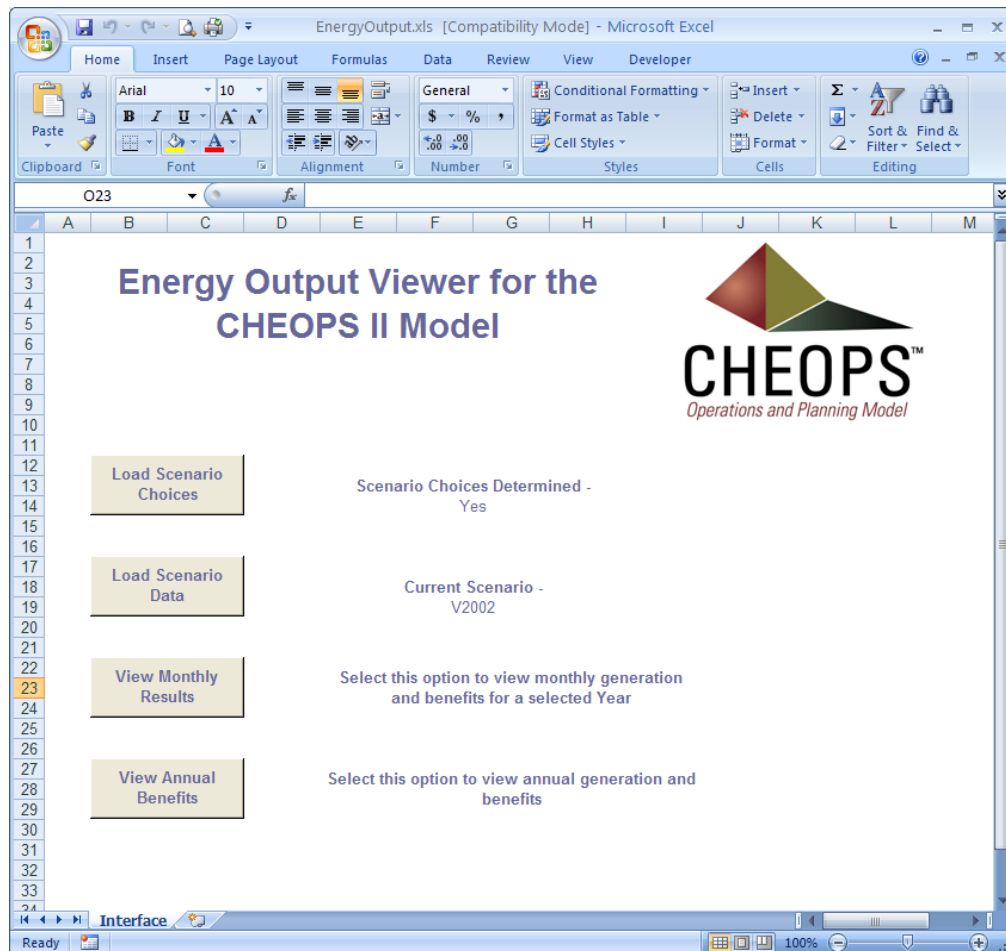 EnergyOutput.xls [Compatibility Mode] - Microsoft Excel
Home Insert Page Layout Formulas Data Review View Developer
Paste
Arial 10
B I U A A
A
General
$ % ,
.00 .00
Conditional Formatting
Format as Table
Cell Styles
Insert
Delete
Format
Σ
Sort & Filter
Find & Select
Clipboard Font Alignment Number Styles Cells Editing
O23 fx
A B C D E F G H I J K L M
1
2
3
4
5
6
7
8
9
10
11
12
13
14
15
16
17
18
19
20
21
22
23
24
25
26
27
28
29
30
31
32
33
34
Energy Output Viewer for the
CHEOPS II Model
CHEOPS™
Operations and Planning Model
Load Scenario
Choices
Scenario Choices Determined -
Yes
Load Scenario
Data
Current Scenario -
V2002
View Monthly
Results
Select this option to view monthly generation
and benefits for a selected Year
View Annual
Benefits
Select this option to view annual generation and
benefits
Interface
Ready 100%